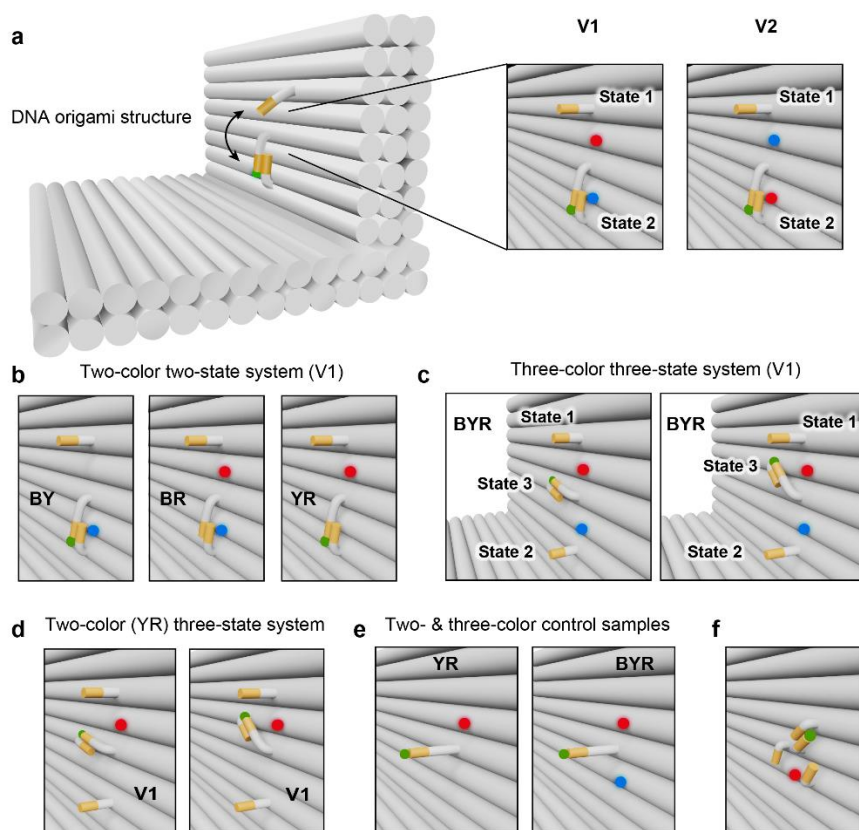 a
DNA origami structure
V1
V2
State 1
State 1
State 2
State 2
b
Two-color two-state system (V1)
BY
BR
YR
c
Three-color three-state system (V1)
BYR
State 1
State 3
State 2
BYR
State 1
State 3
State 2
d
Two-color (YR) three-state system
V1
V1
e
Two- & three-color control samples
YR
BYR
f